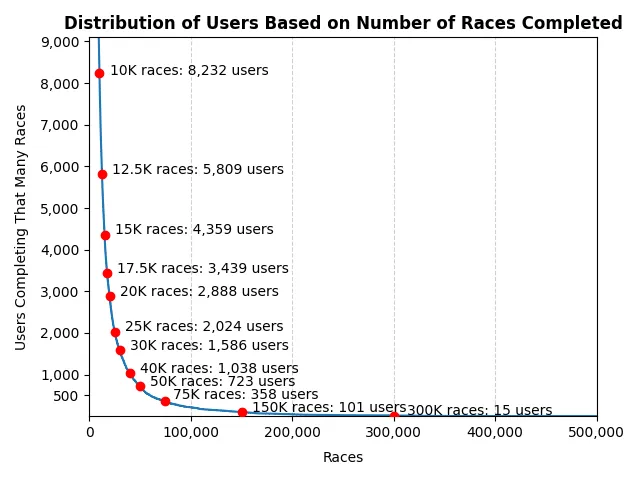 Distribution of Users Based on Number of Races Completed
Users Completing That Many Races
9,000
8,000
7,000
6,000
5,000
4,000
3,000
2,000
1,000
500
10K races: 8,232 users
12.5K races: 5,809 users
15K races: 4,359 users
17.5K races: 3,439 users
20K races: 2,888 users
25K races: 2,024 users
30K races: 1,586 users
40K races: 1,038 users
50K races: 723 users
75K races: 358 users
150K races: 101 users
300K races: 15 users
0
100,000
200,000
300,000
400,000
500,000
Races